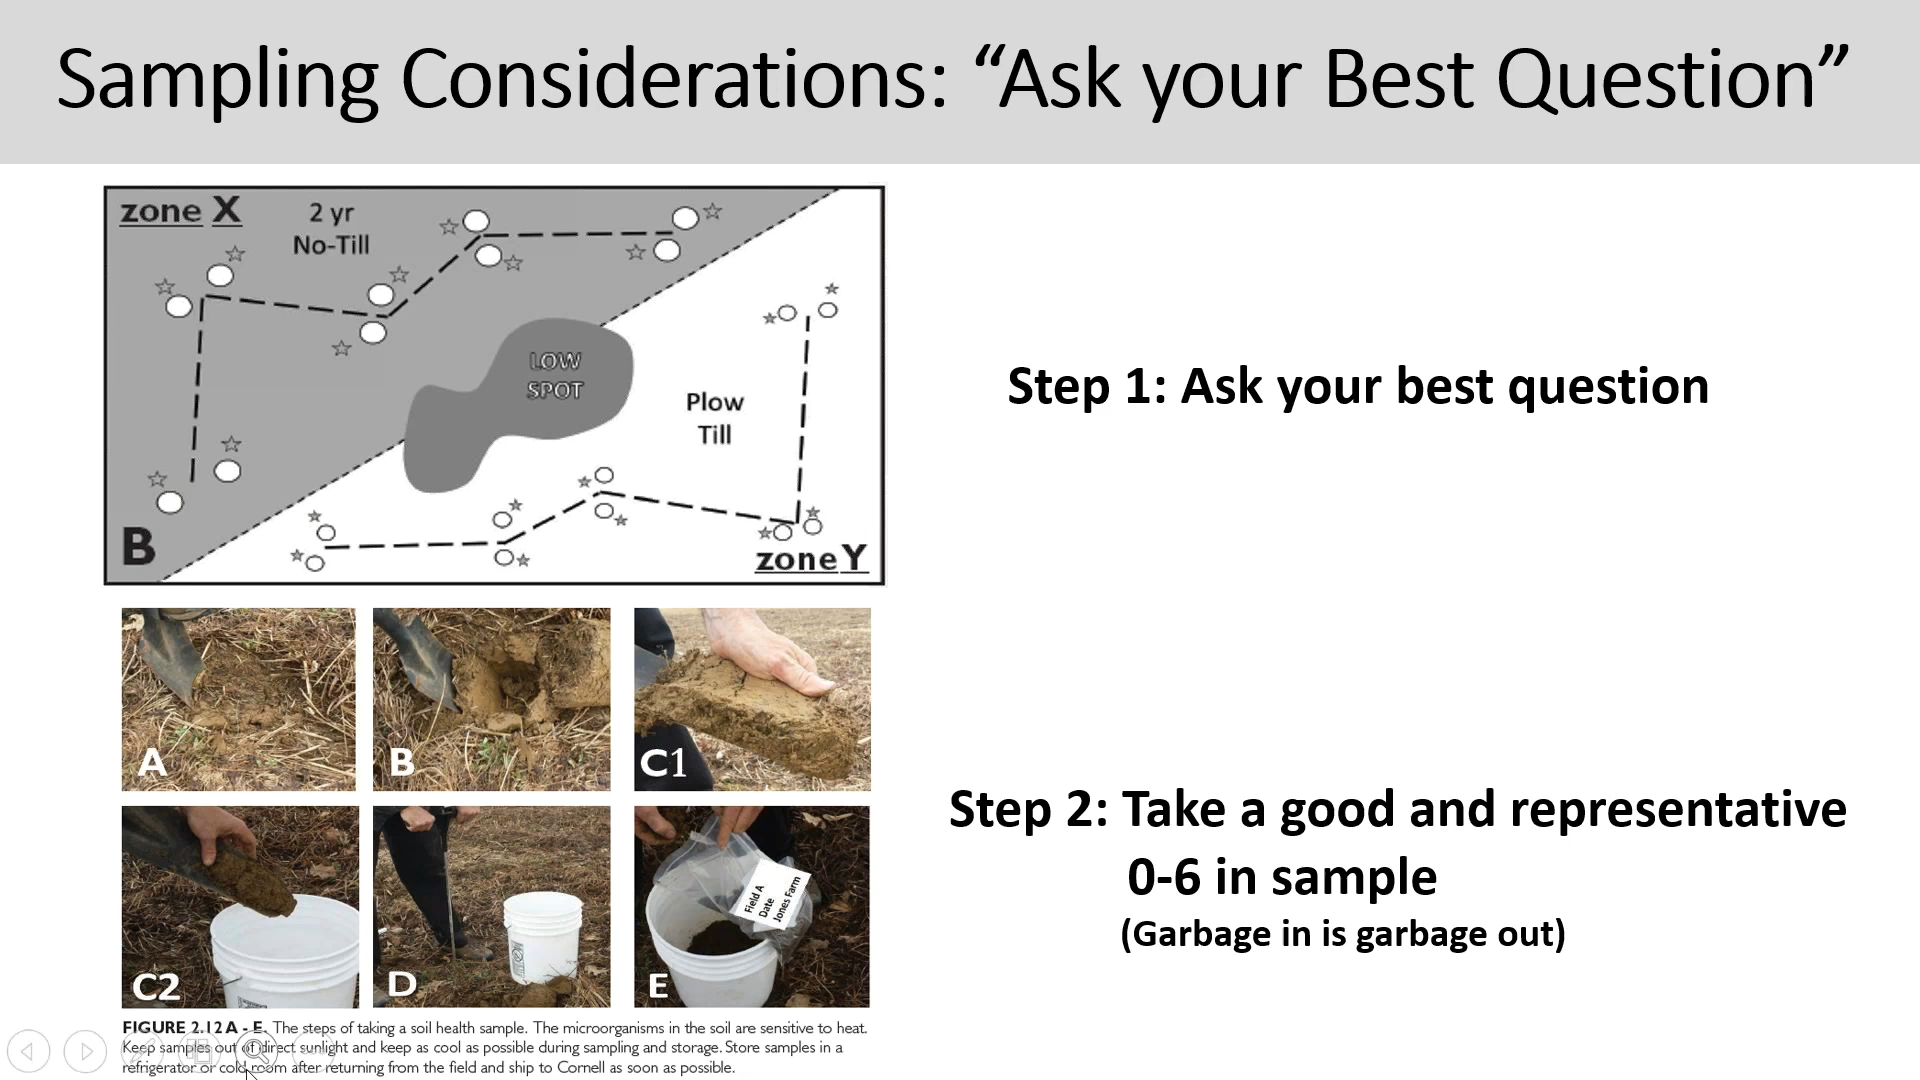 Sampling Considerations: “Ask your Best Question”
zone X
2 yr
No-Till
LOW
SPOT
Plow
Till
B
zone Y
Step 1: Ask your best question
A
B
C1
C2
D
E
Field A
Date
Jones Farm
Step 2: Take a good and representative
0-6 in sample
(Garbage in is garbage out)
FIGURE 2.12 A - E. The steps of taking a soil health sample. The microorganisms in the soil are sensitive to heat.
Keep samples out of direct sunlight and keep as cool as possible during sampling and storage. Store samples in a
refrigerator or cold room after returning from the field and ship to Cornell as soon as possible.